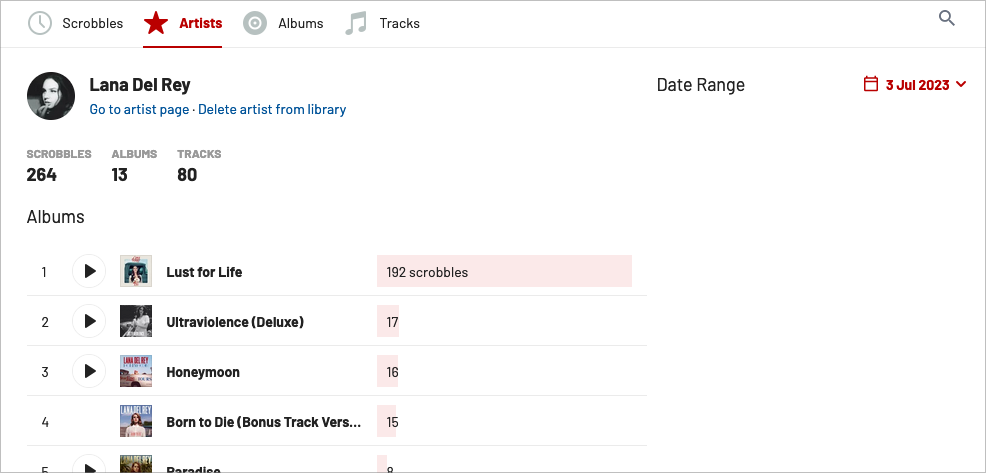 Scrobbles Artists Albums Tracks
Lana Del Rey
Go to artist page · Delete artist from library
Date Range
3 Jul 2023
SCROBBLES ALBUMS TRACKS
264 13 80
Albums
1 Lust for Life 192 scrobbles
2 Ultraviolence (Deluxe) 17
3 Honeymoon 16
4 Born to Die (Bonus Track Vers... 15
5 Paradise 8